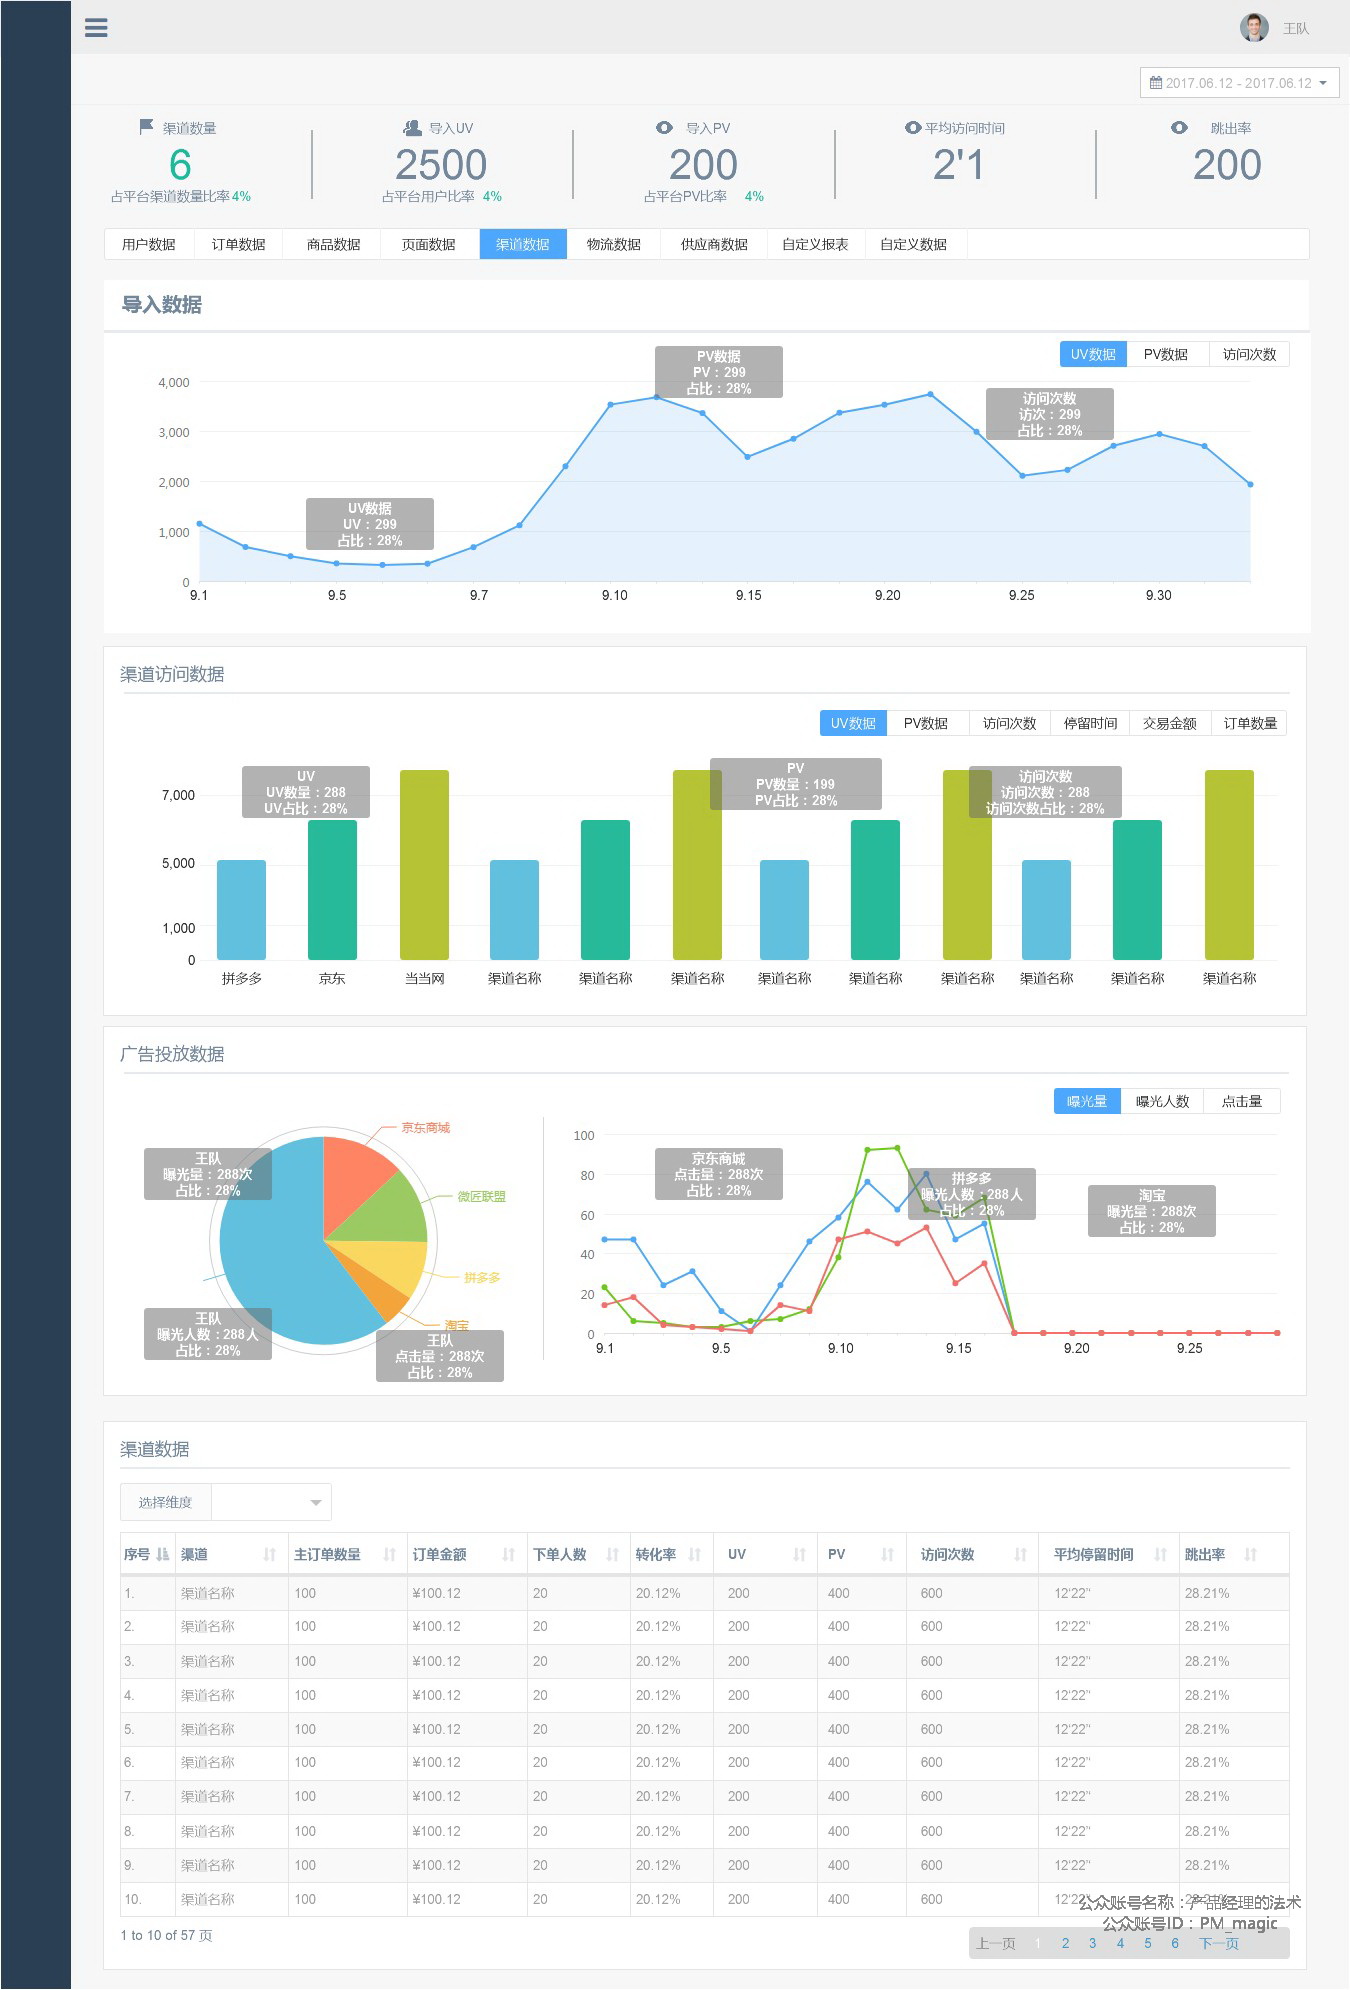 王队
2017.06.12 - 2017.06.12
渠道数量 导入UV 导入PV 平均访问时间 跳出率
6 2500 200 2'1 200
占平台渠道数量比率4% 占平台用户比率 4% 占平台PV比率 4%
用户数据 订单数据 商品数据 页面数据 渠道数据 物流数据 供应商数据 自定义报表 自定义数据
导入数据
UV数据 PV数据 访问次数
PV数据
PV：299
占比：28%
访问次数
访次：299
占比：28%
UV数据
UV：299
占比：28%
4,000
3,000
2,000
1,000
0
9.1 9.5 9.7 9.10 9.15 9.20 9.25 9.30
渠道访问数据
UV数据 PV数据 访问次数 停留时间 交易金额 订单数量
UV
UV数量：288
UV占比：28%
PV
PV数量：199
PV占比：28%
访问次数
访问次数：288
访问次数占比：28%
7,000
5,000
1,000
0
拼多多 京东 当当网 渠道名称 渠道名称 渠道名称 渠道名称 渠道名称 渠道名称 渠道名称 渠道名称 渠道名称
广告投放数据
曝光量 曝光人数 点击量
京东商城
微匠联盟
拼多多
淘宝
王队
曝光量：288次
占比：28%
王队
曝光人数：288人
占比：28%
王队
点击量：288次
占比：28%
100
80
60
40
20
0
京东商城
点击量：288次
占比：28%
拼多多
曝光人数：288人
占比：28%
淘宝
曝光量：288次
占比：28%
9.1 9.5 9.10 9.15 9.20 9.25
渠道数据
选择维度
序号 渠道 主订单数量 订单金额 下单人数 转化率 UV PV 访问次数 平均停留时间 跳出率
1. 渠道名称 100 ¥100.12 20 20.12% 200 400 600 12'22" 28.21%
2. 渠道名称 100 ¥100.12 20 20.12% 200 400 600 12'22" 28.21%
3. 渠道名称 100 ¥100.12 20 20.12% 200 400 600 12'22" 28.21%
4. 渠道名称 100 ¥100.12 20 20.12% 200 400 600 12'22" 28.21%
5. 渠道名称 100 ¥100.12 20 20.12% 200 400 600 12'22" 28.21%
6. 渠道名称 100 ¥100.12 20 20.12% 200 400 600 12'22" 28.21%
7. 渠道名称 100 ¥100.12 20 20.12% 200 400 600 12'22" 28.21%
8. 渠道名称 100 ¥100.12 20 20.12% 200 400 600 12'22" 28.21%
9. 渠道名称 100 ¥100.12 20 20.12% 200 400 600 12'22" 28.21%
10. 渠道名称 100 ¥100.12 20 20.12% 200 400 600
公众账号名称：产品经理的法术
公众账号ID：PM_magic
1 to 10 of 57 页
上一页 1 2 3 4 5 6 下一页